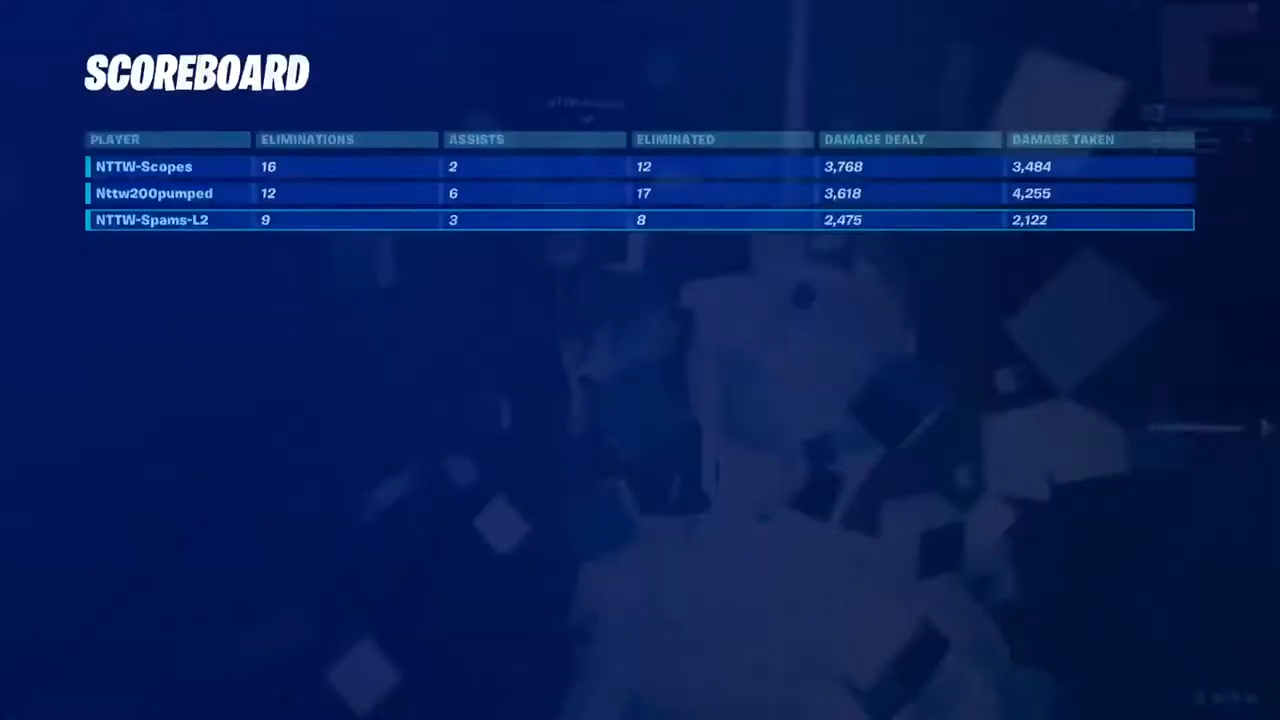 SCOREBOARD
PLAYER ELIMINATIONS ASSISTS ELIMINATED DAMAGE DEALT DAMAGE TAKEN
NTTW-Scopes 16 2 12 3,768 3,484
Nttw200pumped 12 6 17 3,618 4,255
NTTW-Spams-L2 9 3 8 2,475 2,122